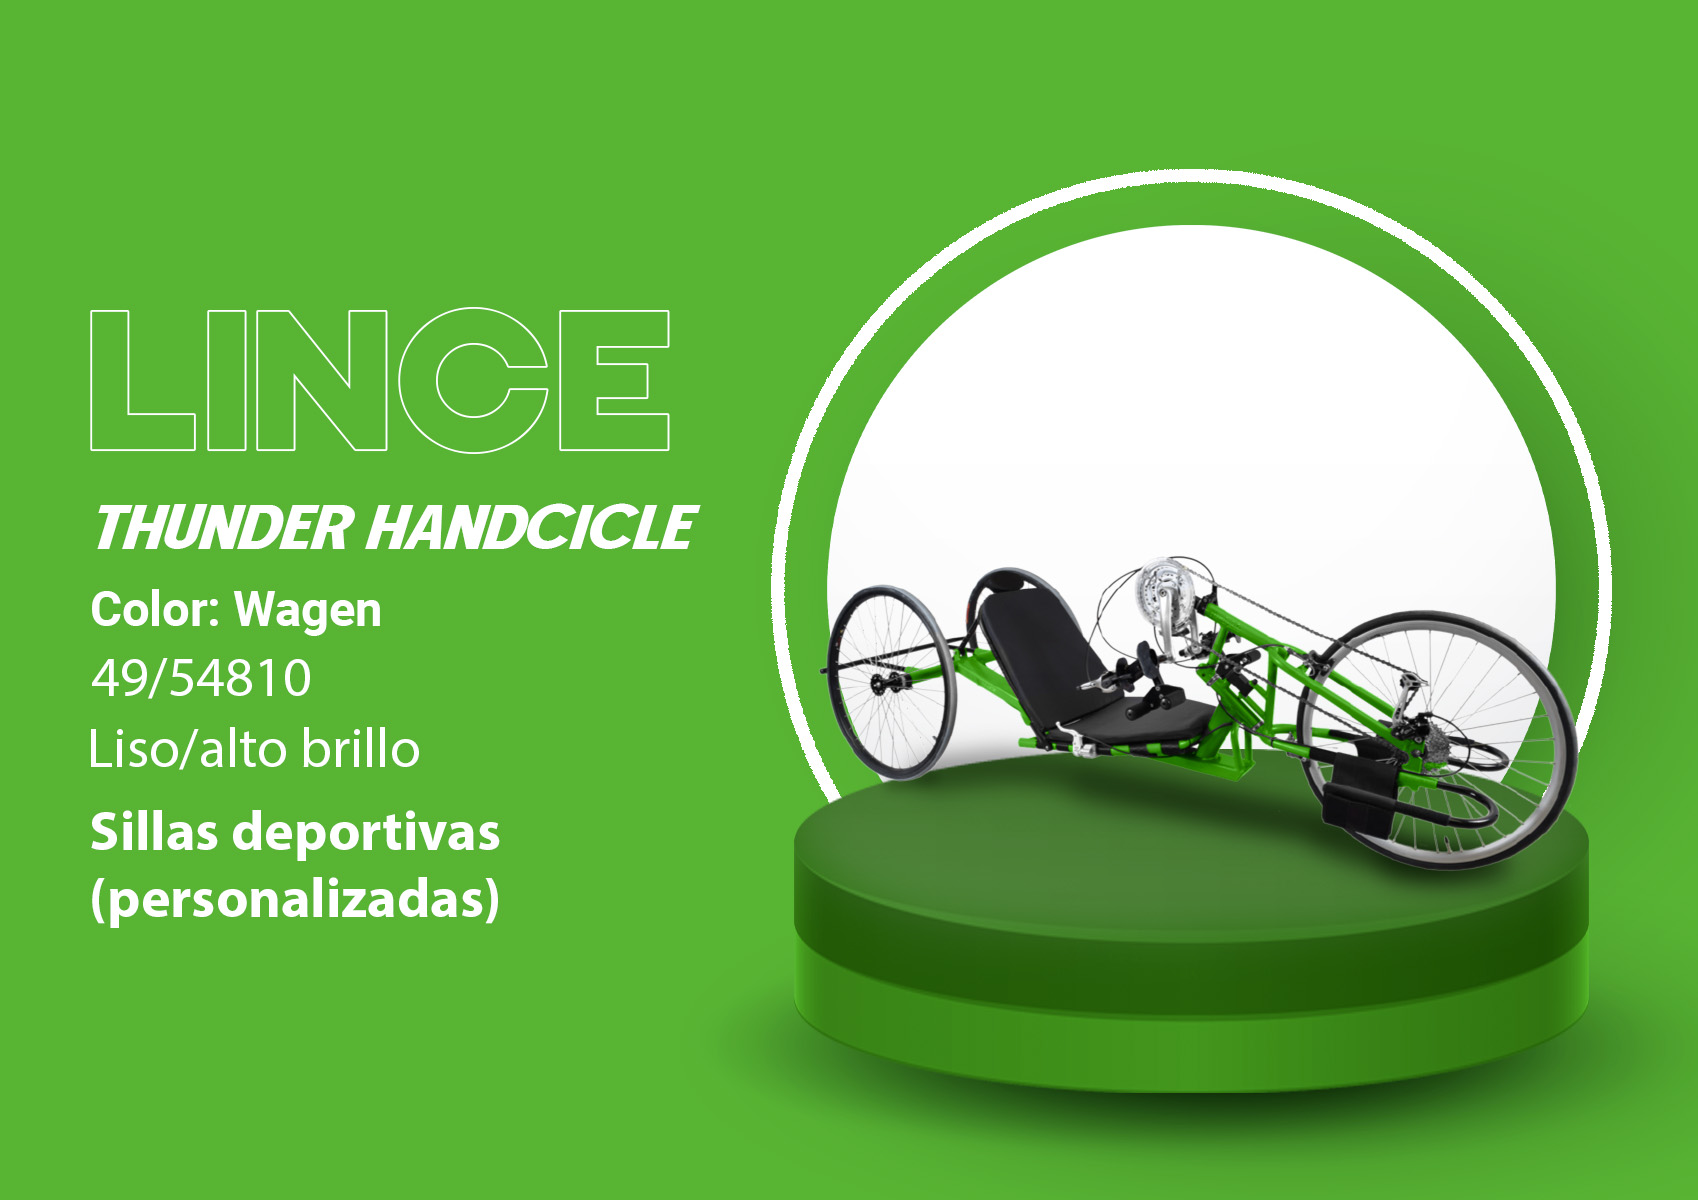 LINCE
THUNDER HANDCICLE
Color: Wagen
49/54810
Liso/alto brillo
Sillas deportivas
(personalizadas)